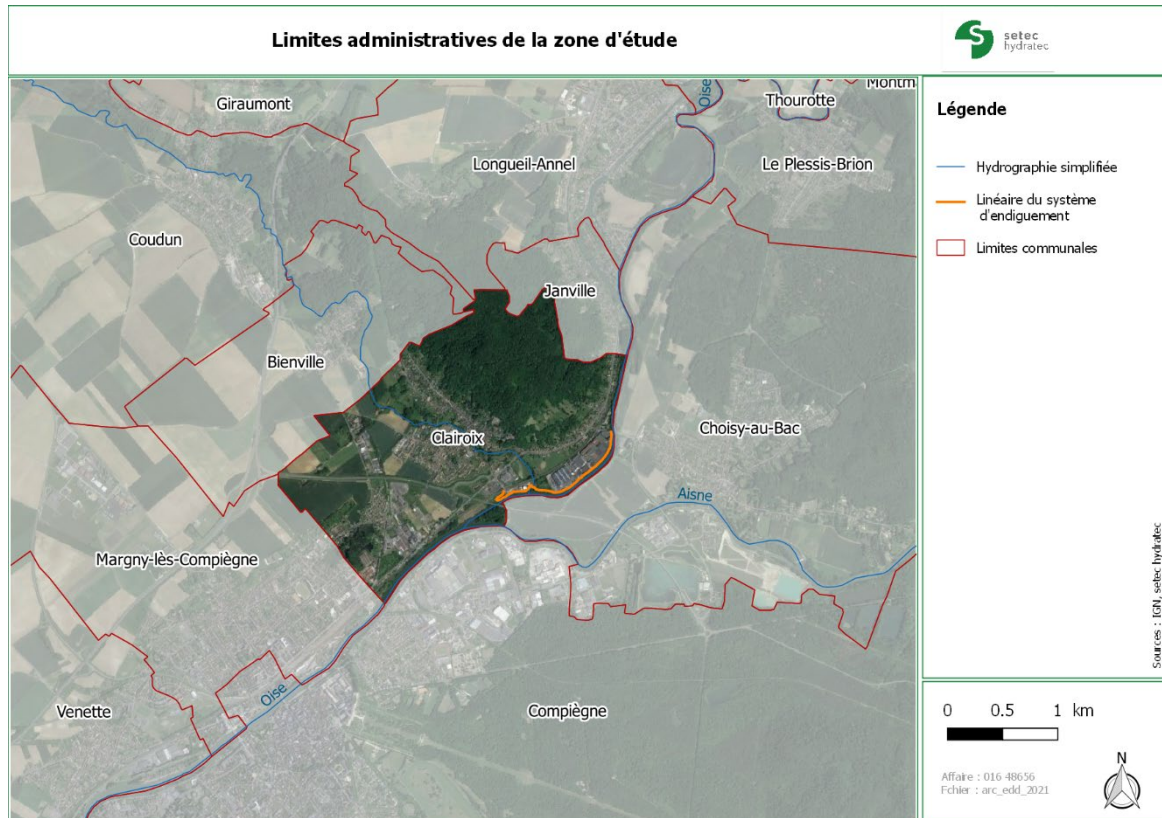 Limites administratives de la zone d'étude
setec
hydratec
Giraumont
Oise
Thourotte
Montm
Longueil-Annel
Le Plessis-Brion
Coudun
Janville
Bienville
Clairoix
Choisy-au-Bac
Aisne
Margny-lès-Compiègne
Oise
Venette
Compiègne
Légende
Hydrographie simplifiée
Linéaire du système
d'endiguement
Limites communales
Sources : IGN, setec hydratec
0 0.5 1 km
N
Affaire : 016 48656
Fchier : arc_edd_2021